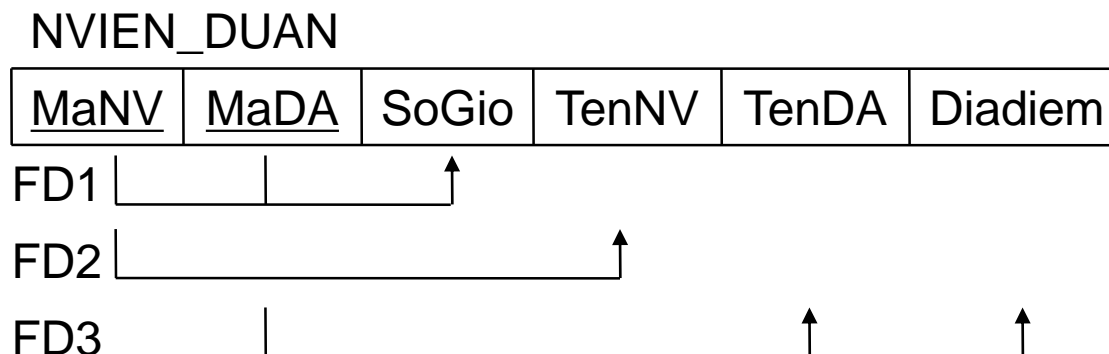 NVIEN_DUAN
MaNV MaDA SoGio TenNV TenDA Diadiem
FD1
FD2
FD3